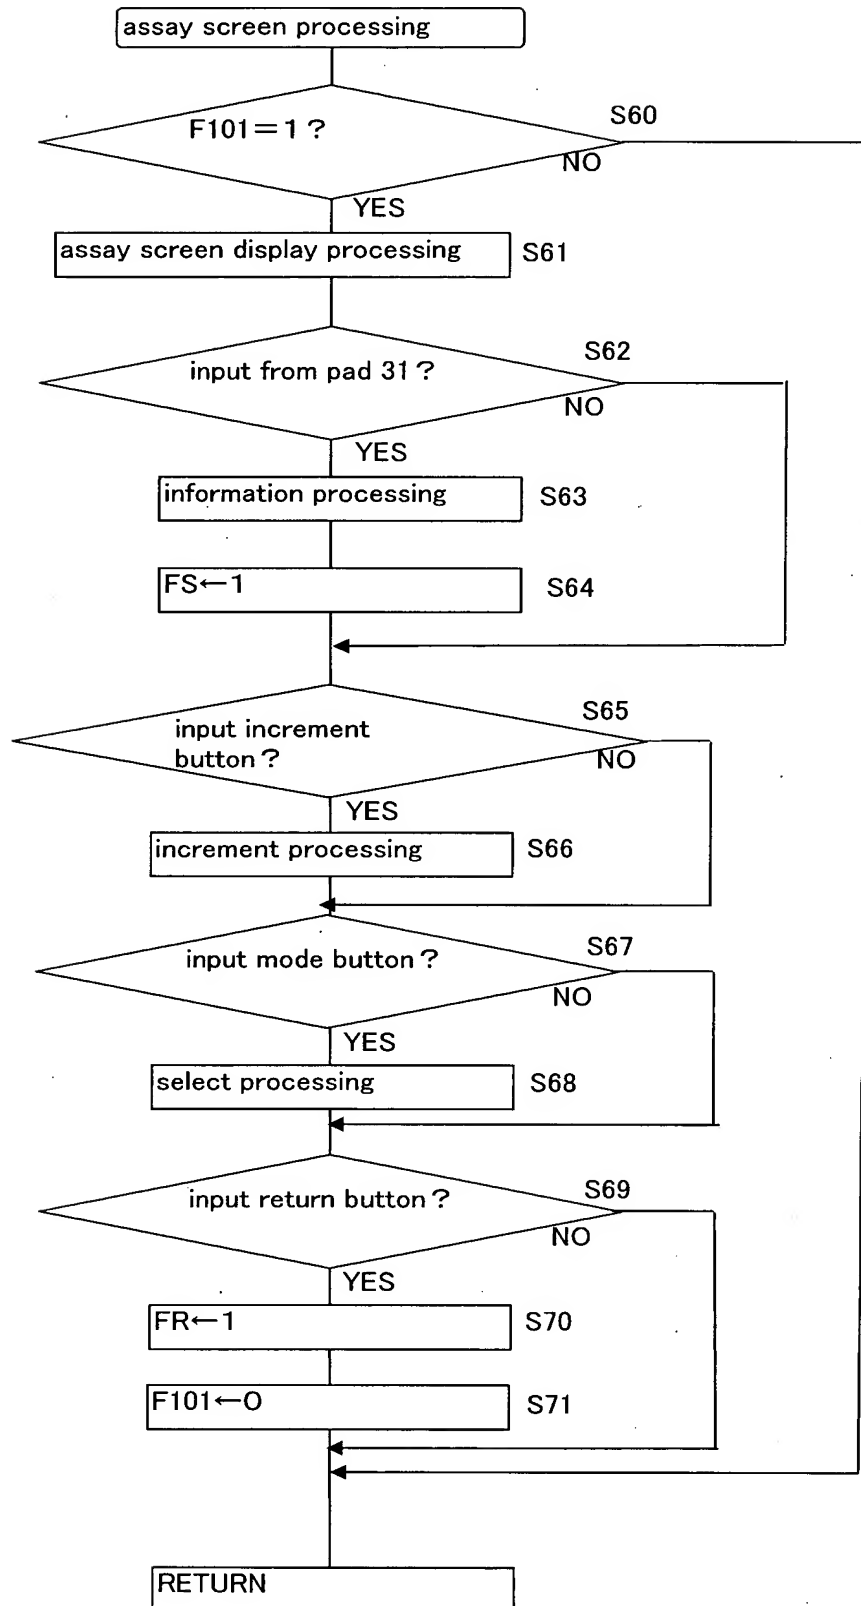 assay screen processing
S60
F101＝1？
NO
YES
assay screen display processing
S61
S62
input from pad 31？
NO
YES
information processing
S63
FS←1
S64
S65
input increment
button？
NO
YES
increment processing
S66
S67
input mode button？
NO
YES
select processing
S68
S69
input return button？
NO
YES
FR←1
S70
F101←O
S71
RETURN